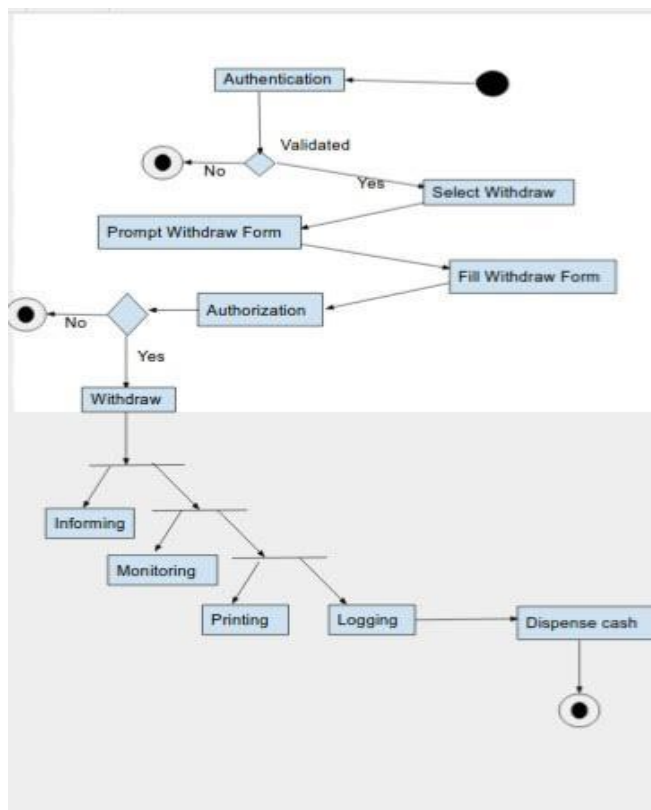 Authentication
Validated
No
Yes
Select Withdraw
Prompt Withdraw Form
Fill Withdraw Form
Authorization
No
Yes
Withdraw
Informing
Monitoring
Printing
Logging
Dispense cash